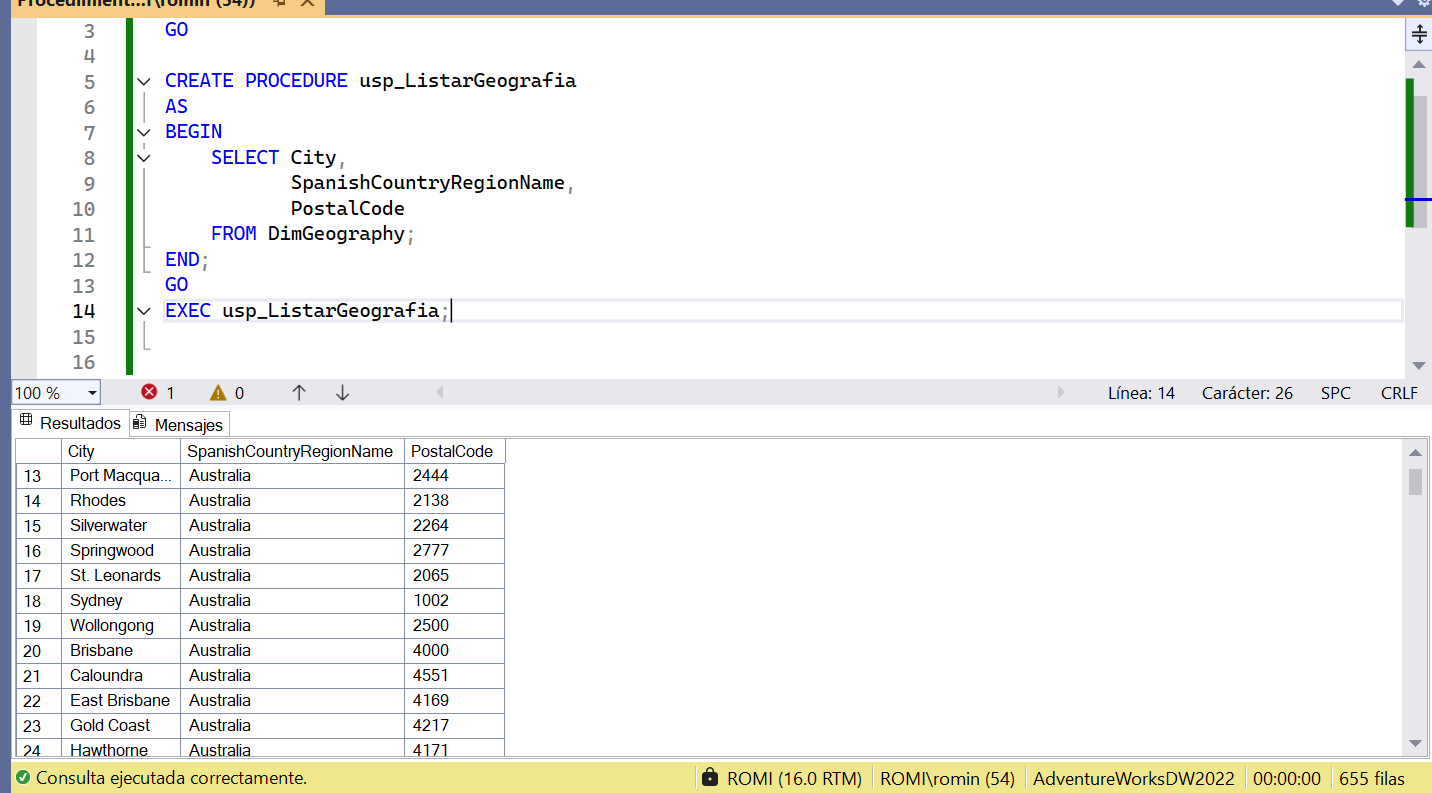 Procediment...r\romin (54))
3 GO
4
5 CREATE PROCEDURE usp_ListarGeografia
6 AS
7 BEGIN
8 SELECT City,
9 SpanishCountryRegionName,
10 PostalCode
11 FROM DimGeography;
12 END;
13 GO
14 EXEC usp_ListarGeografia;
15
16
100 % 1 0 Línea: 14 Carácter: 26 SPC CRLF
Resultados Mensajes
City SpanishCountryRegionName PostalCode
13 Port Macqua... Australia 2444
14 Rhodes Australia 2138
15 Silverwater Australia 2264
16 Springwood Australia 2777
17 St. Leonards Australia 2065
18 Sydney Australia 1002
19 Wollongong Australia 2500
20 Brisbane Australia 4000
21 Caloundra Australia 4551
22 East Brisbane Australia 4169
23 Gold Coast Australia 4217
24 Hawthorne Australia 4171
Consulta ejecutada correctamente. ROMI (16.0 RTM) ROMI\romin (54) AdventureWorksDW2022 00:00:00 655 filas